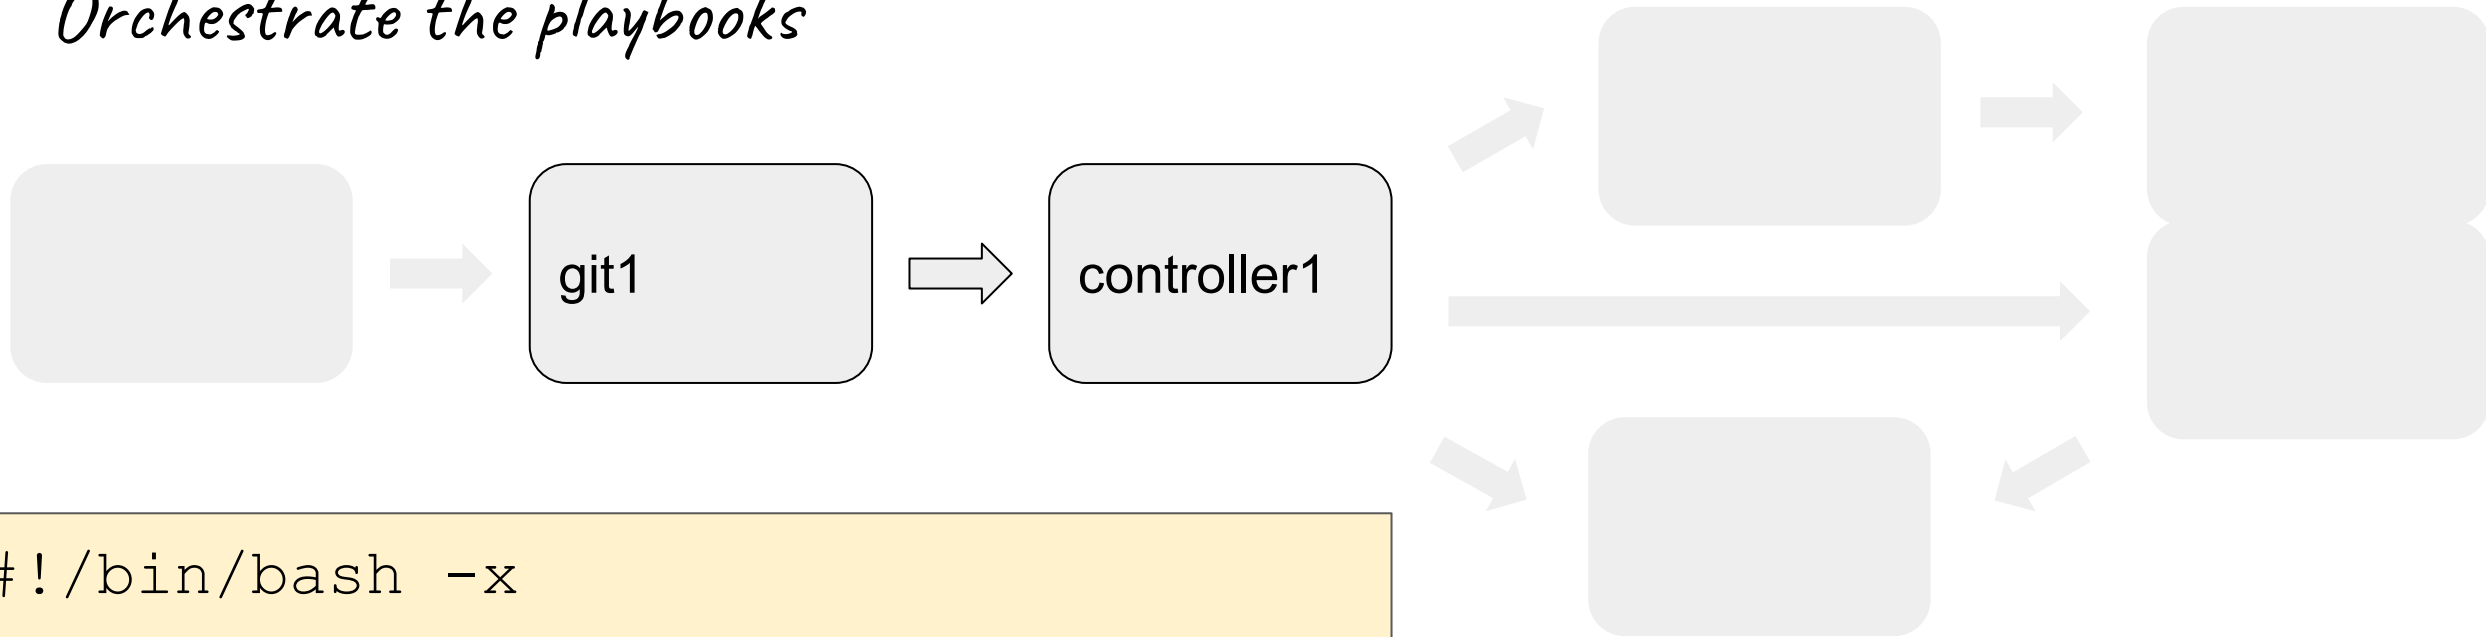 Orchestrate the playbooks
git1
controller1
#!/bin/bash -x